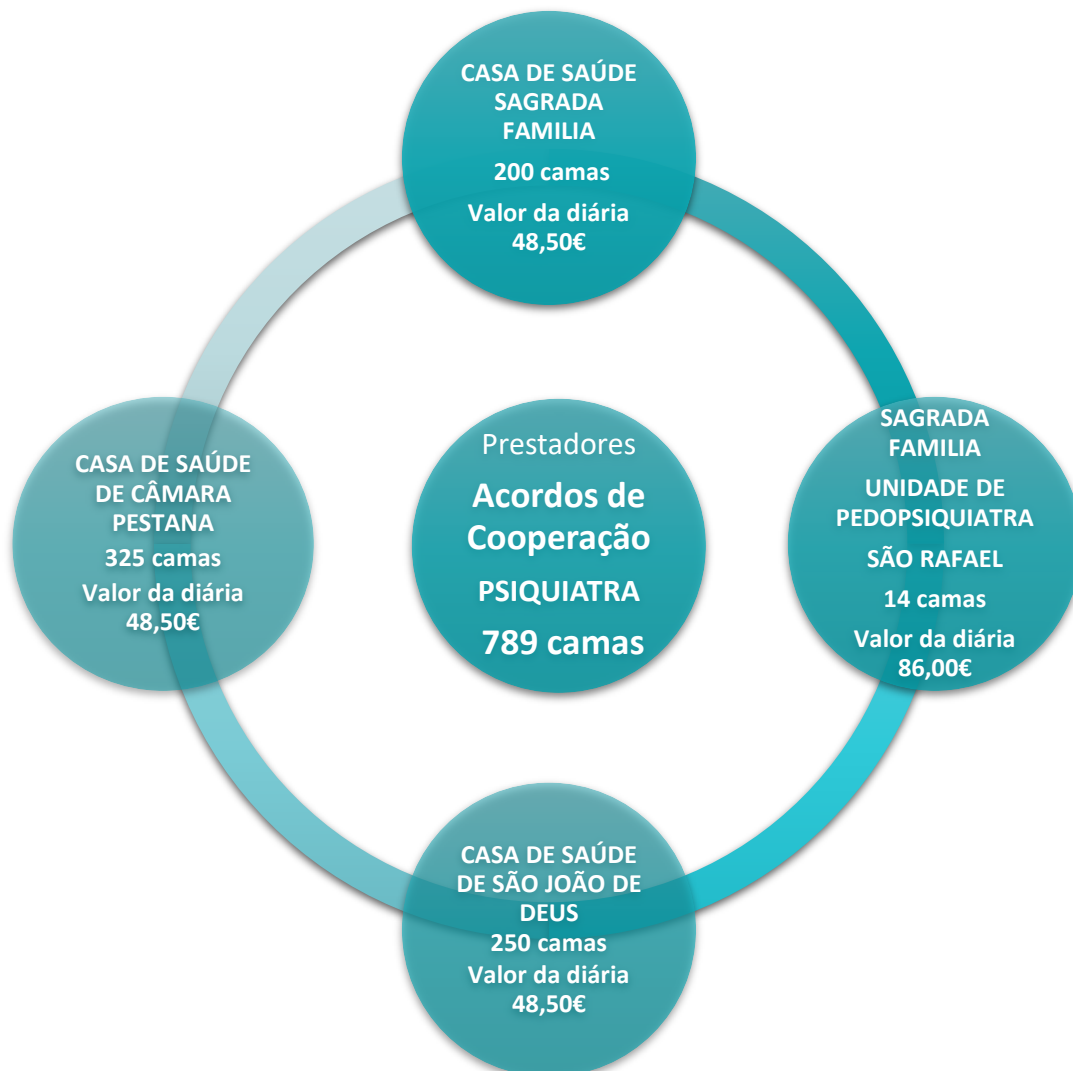 CASA DE SAÚDE
SAGRADA
FAMILIA
200 camas
Valor da diária
48,50€
SAGRADA
FAMILIA
UNIDADE DE
PEDOPSIQUIATRA
SÃO RAFAEL
14 camas
Valor da diária
86,00€
CASA DE SAÚDE
DE SÃO JOÃO DE
DEUS
250 camas
Valor da diária
48,50€
CASA DE SAÚDE
DE CÂMARA
PESTANA
325 camas
Valor da diária
48,50€
Prestadores
Acordos de
Cooperação
PSIQUIATRA
789 camas